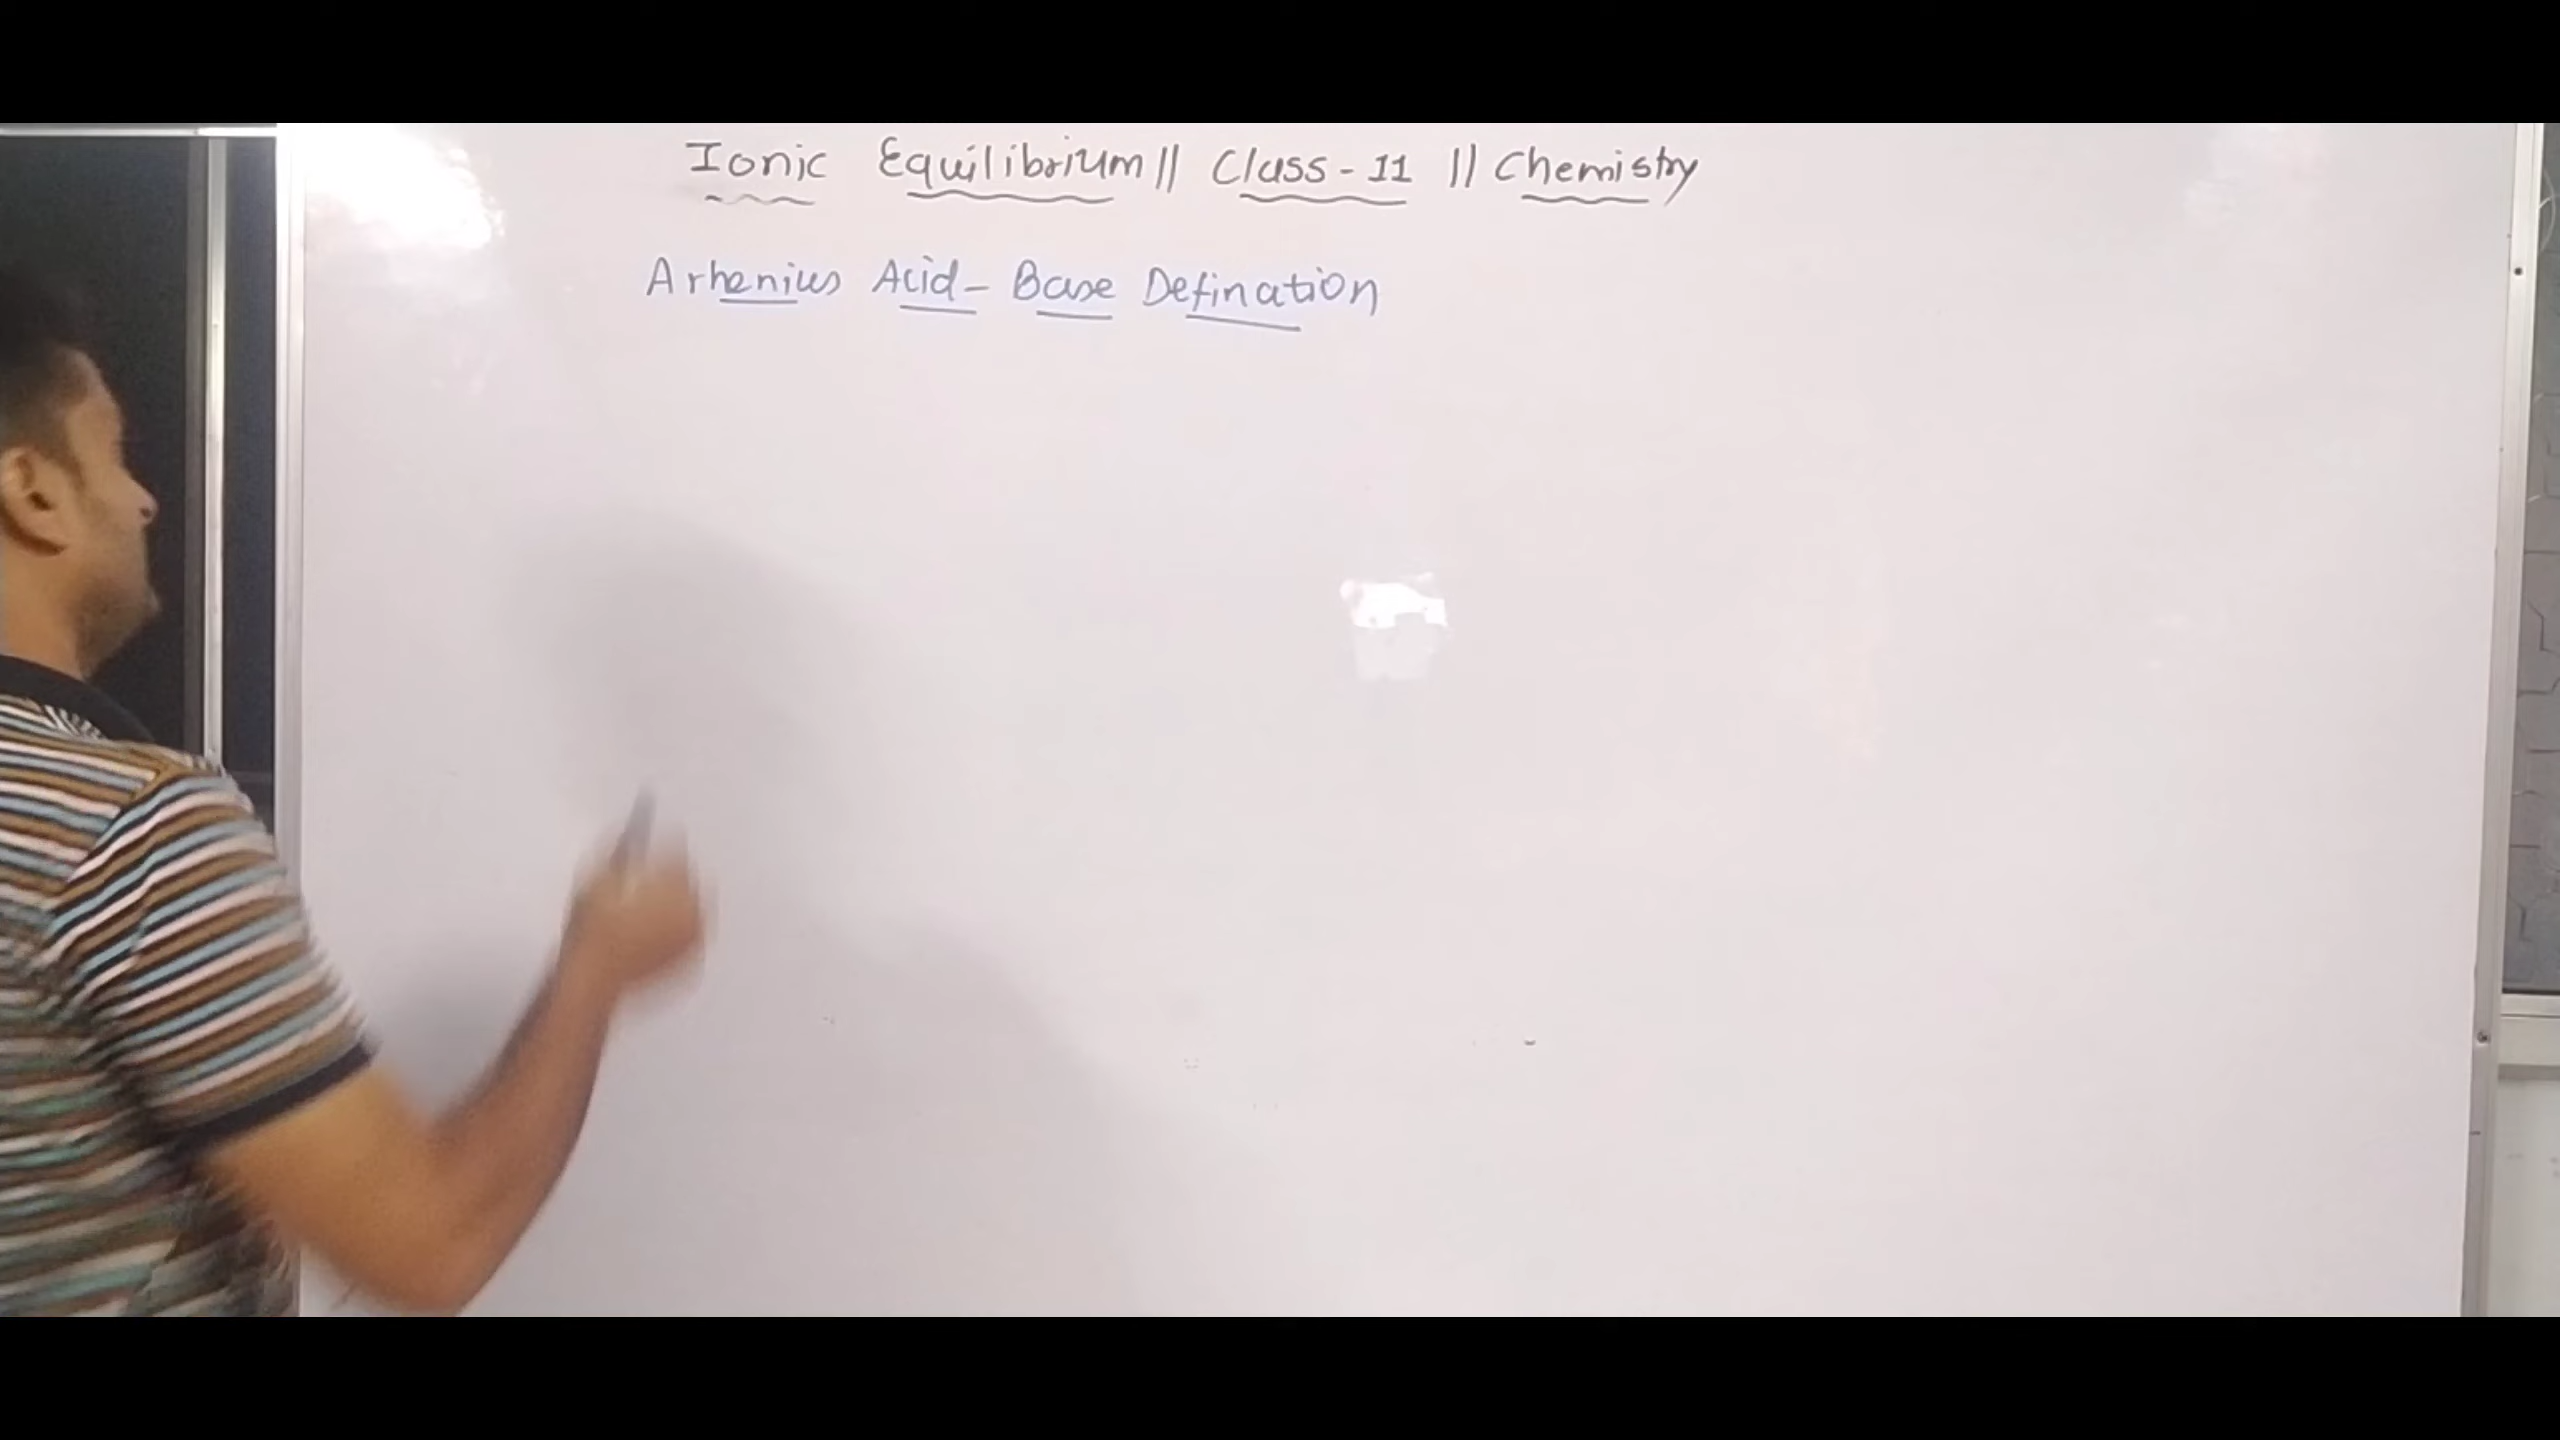 Ionic Equilibrium || Class - 11 || Chemistry
Arhenius Acid - Base Defination